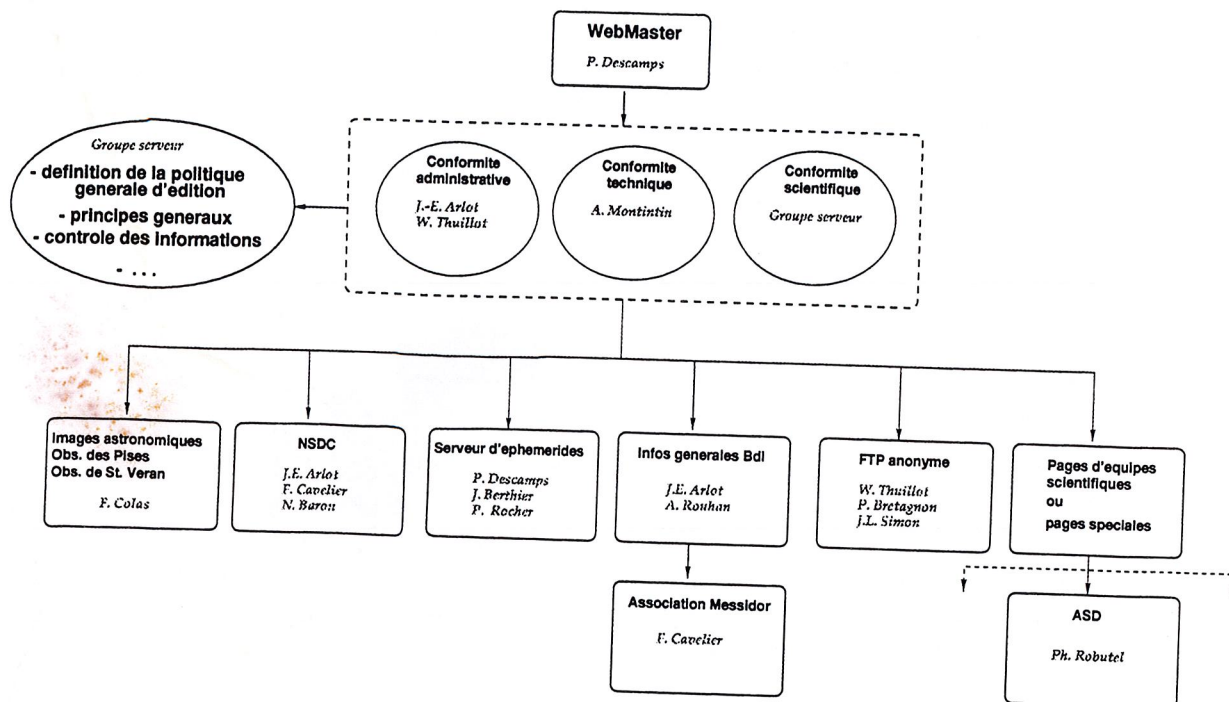 WebMaster
P. Descamps
Groupe serveur
- definition de la politique
generale d'édition
- principes generaux
- controle des Informations
- ...
Conformite
administrative
J.-E. Arlot
W. Thuillot
Conformite
technique
A. Montintin
Conformite
scientifique
Groupe serveur
Images astronomiques
Obs. des Pises
Obs. de St. Veran
F. Colas
NSDC
J.E. Arlot
F. Cavelier
N. Baron
Serveur d'ephemerides
P. Descamps
J. Berthier
P. Rocher
Infos generales Bdl
J.E. Arlot
A. Rouhan
FTP anonyme
W. Thuillot
P. Bretagnon
J.L. Simon
Pages d'equipes
scientifiques
ou
pages speciales
Association Messidor
F. Cavelier
ASD
Ph. Robutel